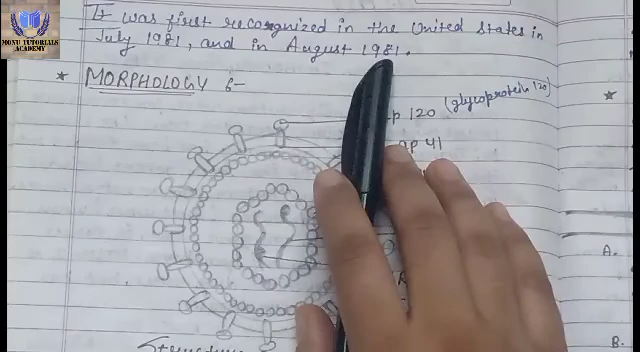 MONU TUTORIALS
ACADEMY
It was first recognized in the United States in
July 1981, and in August 1981.
★ MORPHOLOGY :-
gp 120 (glycoprotein 120)
gp 41
★
A.
B.